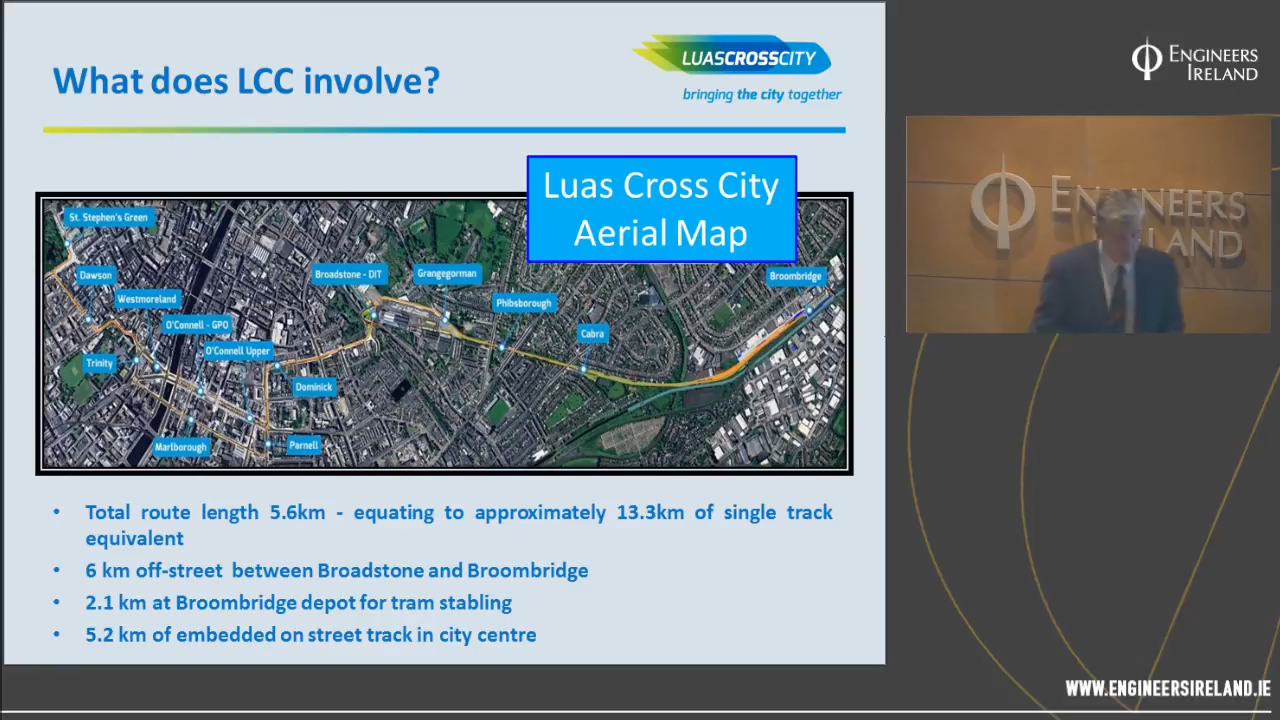 What does LCC involve?
LUASCROSSCITY
bringing the city together
ENGINEERS
IRELAND
Luas Cross City
Aerial Map
St. Stephen's Green
Dawson
Westmoreland
O'Connell - GPO
O'Connell Upper
Trinity
Marlborough
Parnell
Dominick
Broadstone - DIT
Grangegorman
Phibsborough
Cabra
Broombridge
ENGINEERS
IRELAND
• Total route length 5.6km - equating to approximately 13.3km of single track
equivalent
• 6 km off-street between Broadstone and Broombridge
• 2.1 km at Broombridge depot for tram stabling
• 5.2 km of embedded on street track in city centre
WWW.ENGINEERSIRELAND.IE